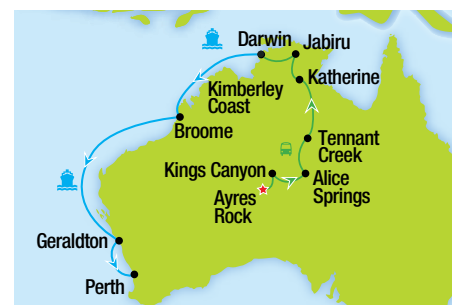 Darwin
Jabiru
Katherine
Kimberley
Coast
Broome
Tennant
Creek
Kings Canyon
Alice
Springs
Ayres
Rock
Geraldton
Perth